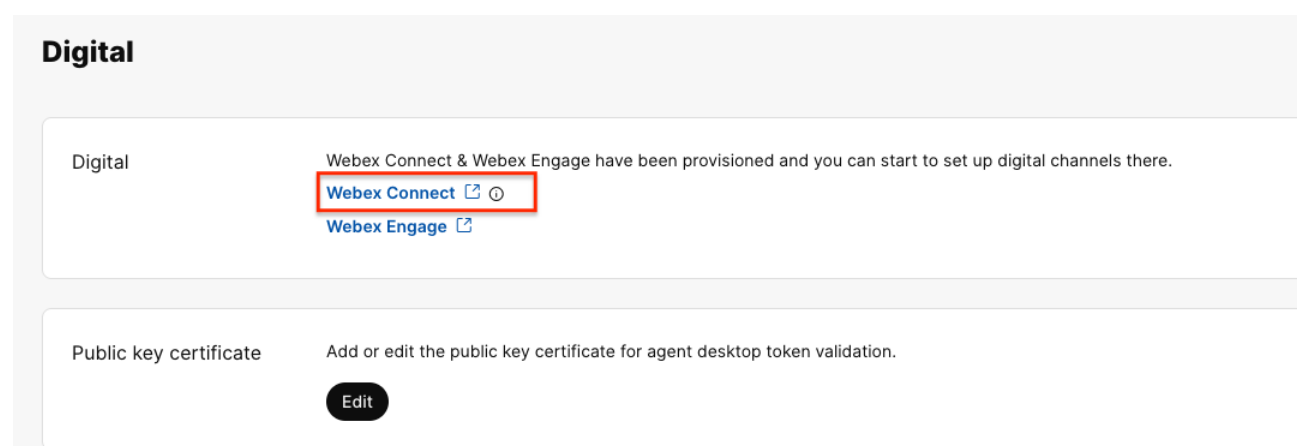 Digital
Digital
Webex Connect & Webex Engage have been provisioned and you can start to set up digital channels there.
Webex Connect
Webex Engage
Public key certificate
Add or edit the public key certificate for agent desktop token validation.
Edit